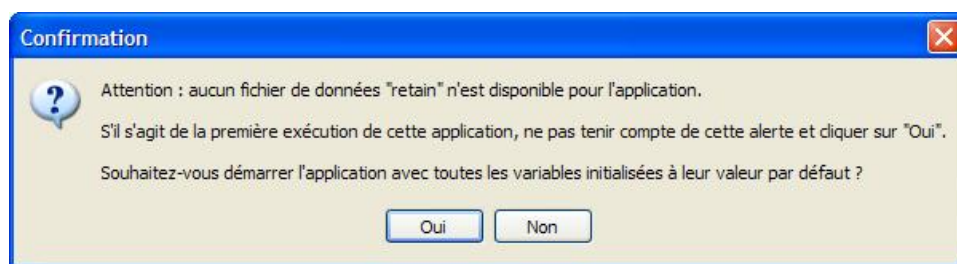 Confirmation
Attention : aucun fichier de données "retain" n'est disponible pour l'application.
S'il s'agit de la première exécution de cette application, ne pas tenir compte de cette alerte et cliquer sur "Oui".
Souhaitez-vous démarrer l'application avec toutes les variables initialisées à leur valeur par défaut ?
Oui Non